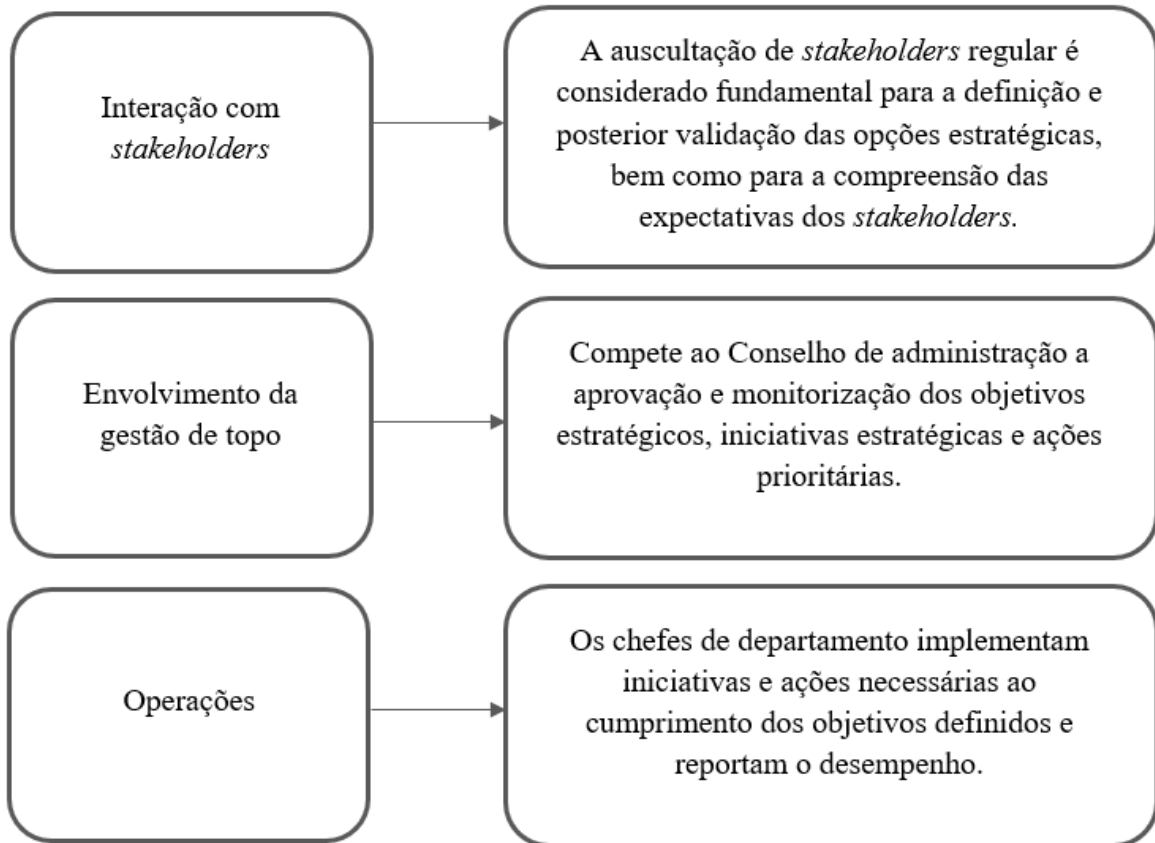 Interação com
stakeholders
A auscultação de stakeholders regular é
considerado fundamental para a definição e
posterior validação das opções estratégicas,
bem como para a compreensão das
expectativas dos stakeholders.
Envolvimento da
gestão de topo
Compete ao Conselho de administração a
aprovação e monitorização dos objetivos
estratégicos, iniciativas estratégicas e ações
prioritárias.
Operações
Os chefes de departamento implementam
iniciativas e ações necessárias ao
cumprimento dos objetivos definidos e
reportam o desempenho.